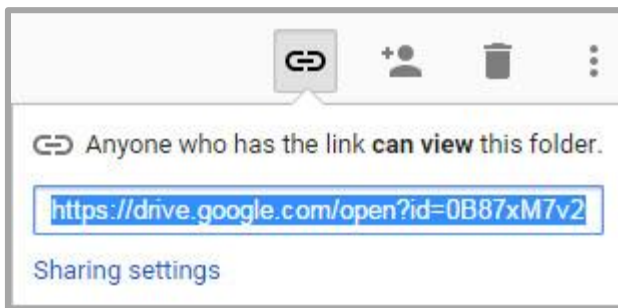 Anyone who has the link can view this folder.
https://drive.google.com/open?id=0B87xM7v2
Sharing settings